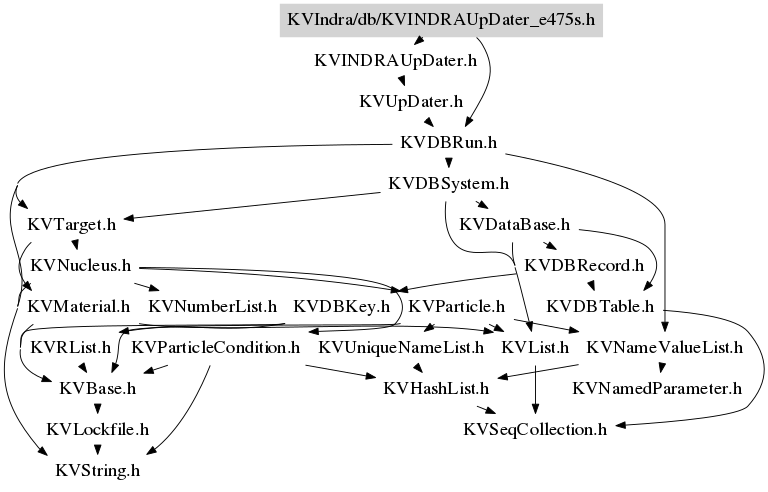 KVIndra/db/KVINDRAUpDater_e475s.h
KVINDRAUpDater.h
KVUpDater.h
KVDBRun.h
KVDBSystem.h
KVTarget.h
KVDataBase.h
KVNucleus.h
KVDBRecord.h
KVMaterial.h
KVNumberList.h
KVDBKey.h
KVParticle.h
KVDBTable.h
KVRList.h
KVParticleCondition.h
KVUniqueNameList.h
KVList.h
KVNameValueList.h
KVBase.h
KVHashList.h
KVNamedParameter.h
KVLockfile.h
KVSeqCollection.h
KVString.h